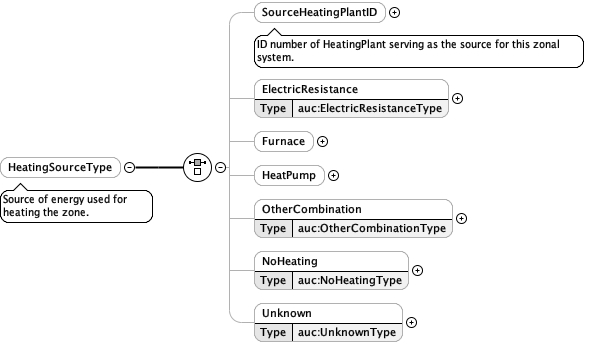 SourceHeatingPlantID
ID number of HeatingPlant serving as the source for this zonal
system.
ElectricResistance
Type auc:ElectricResistanceType
Furnace
HeatingSourceType
Source of energy used for
heating the zone.
HeatPump
OtherCombination
Type auc:OtherCombinationType
NoHeating
Type auc:NoHeatingType
Unknown
Type auc:UnknownType